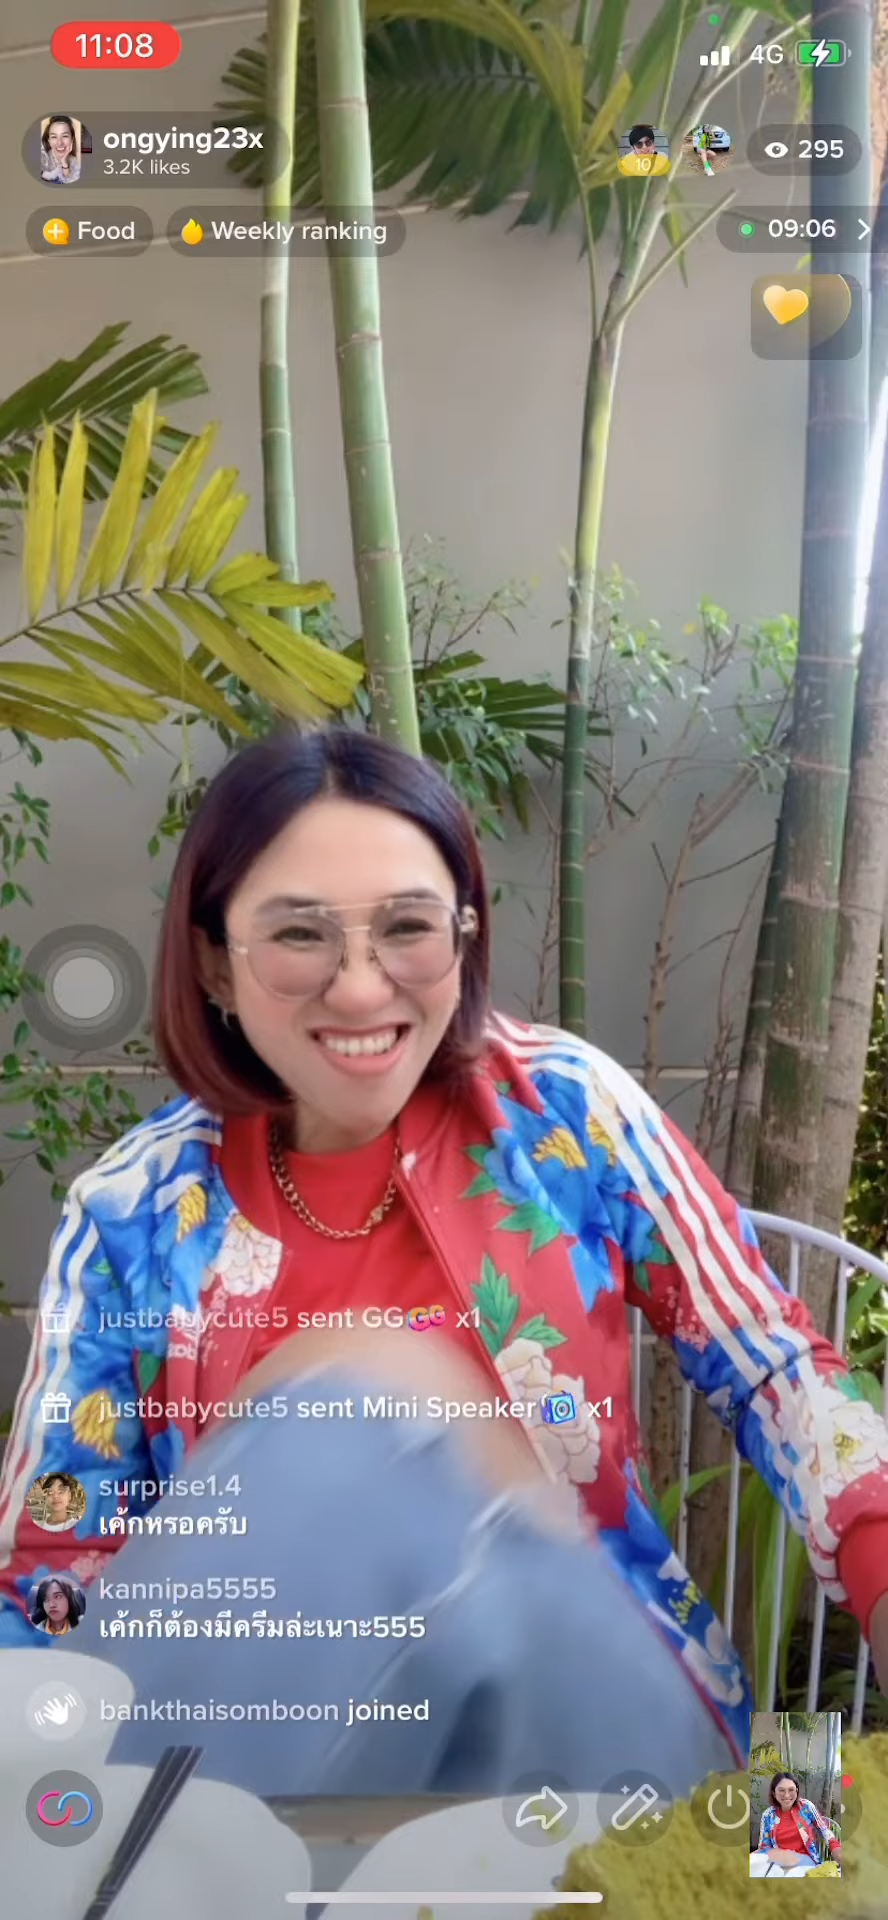 11:08
4G
ongying23x
3.2K likes
10
295
Food
Weekly ranking
09:06
justbabycute5 sent GG x1
justbabycute5 sent Mini Speaker x1
surprise1.4
เค้กหรอครับ
kannipa5555
เค้กก็ต้องมีครีมล่ะเนาะ555
bankthaisomboon joined